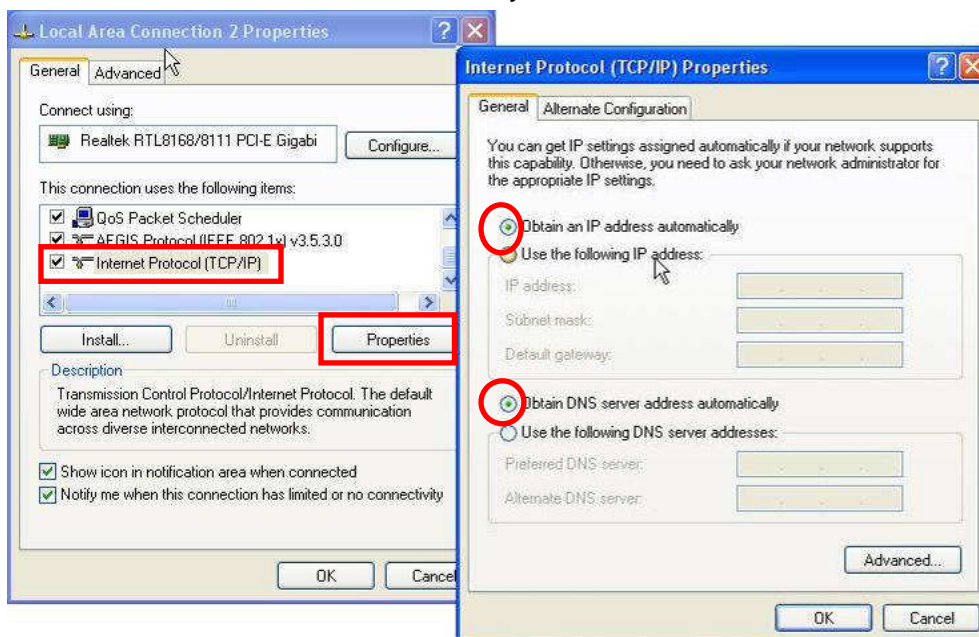 Local Area Connection 2 Properties
General
Advanced
Connect using:
Realtek RTL8168/8111 PCI-E Gigabi
Configure...
This connection uses the following items:
QoS Packet Scheduler
AEGIS Protocol (IEEE 802.1x) v3.5.3.0
Internet Protocol (TCP/IP)
Install...
Uninstall
Properties
Description
Transmission Control Protocol/Internet Protocol. The default
wide area network protocol that provides communication
across diverse interconnected networks.
Show icon in notification area when connected
Notify me when this connection has limited or no connectivity
OK
Cancel
Internet Protocol (TCP/IP) Properties
General
Alternate Configuration
You can get IP settings assigned automatically if your network supports
this capability. Otherwise, you need to ask your network administrator for
the appropriate IP settings.
Obtain an IP address automatically
Use the following IP address:
IP address:
Subnet mask:
Default gateway:
Obtain DNS server address automatically
Use the following DNS server addresses:
Preferred DNS server:
Alternate DNS server:
Advanced...
OK
Cancel